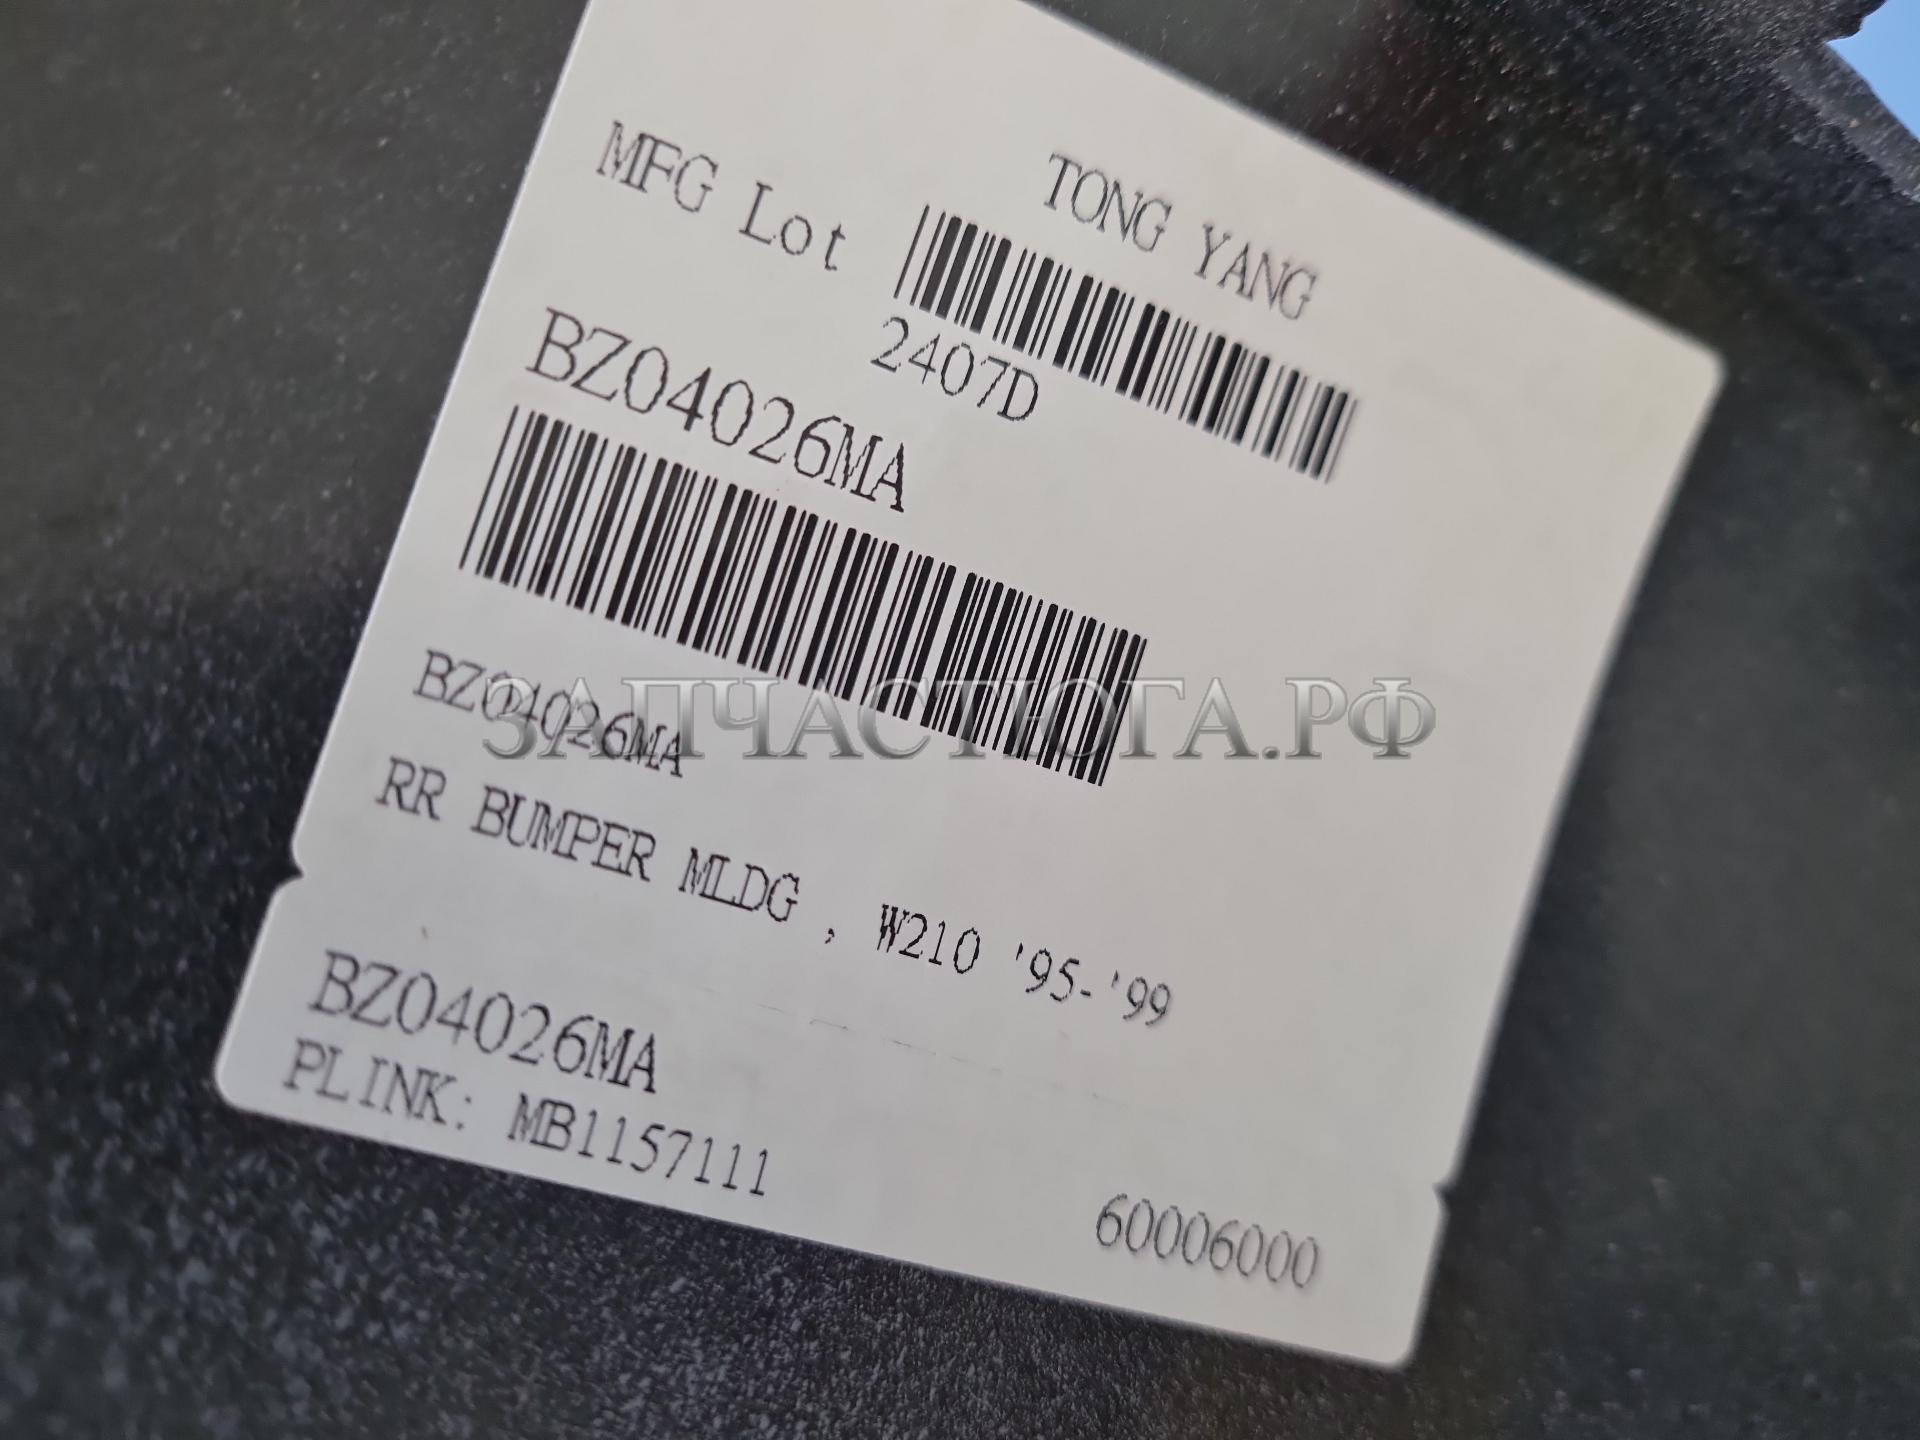 TONG YANG
MFG Lot
2407D
BZ04026MA
BZ04026MA
ЗАПЧАСТЮГА.РФ
RR BUMPER MLDG , W210 '95-'99
BZ04026MA
PLINK: MB1157111
60006000